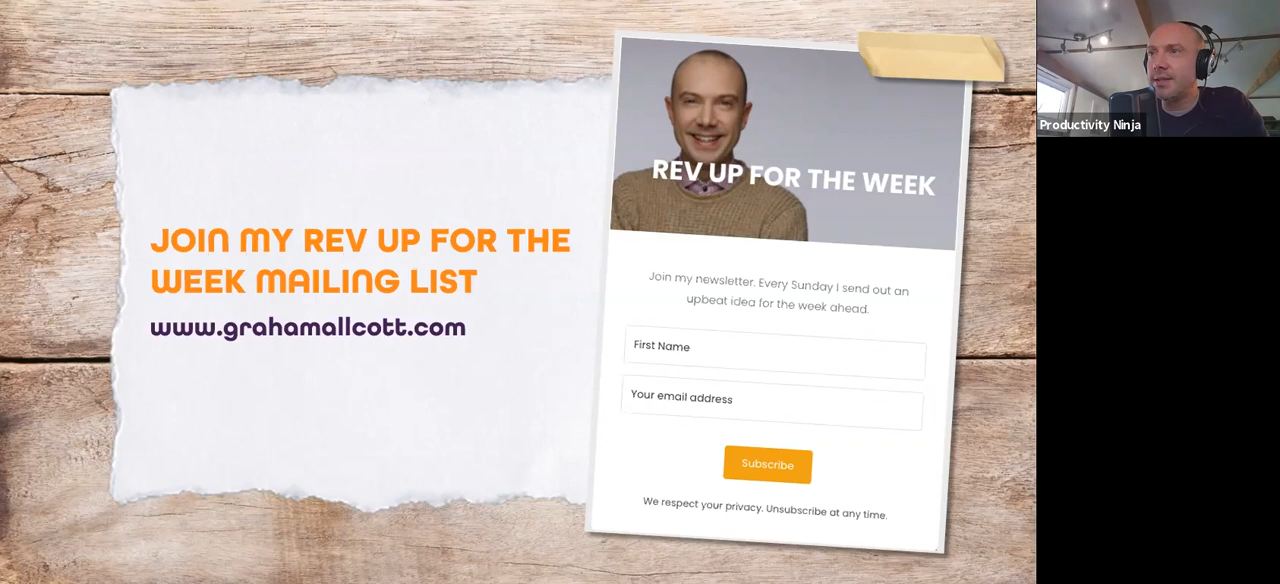 JOIN MY REV UP FOR THE
WEEK MAILING LIST
www.grahamallcott.com
REV UP FOR THE WEEK
Join my newsletter. Every Sunday I send out an
upbeat idea for the week ahead.
First Name
Your email address
Subscribe
We respect your privacy. Unsubscribe at any time.
Productivity Ninja